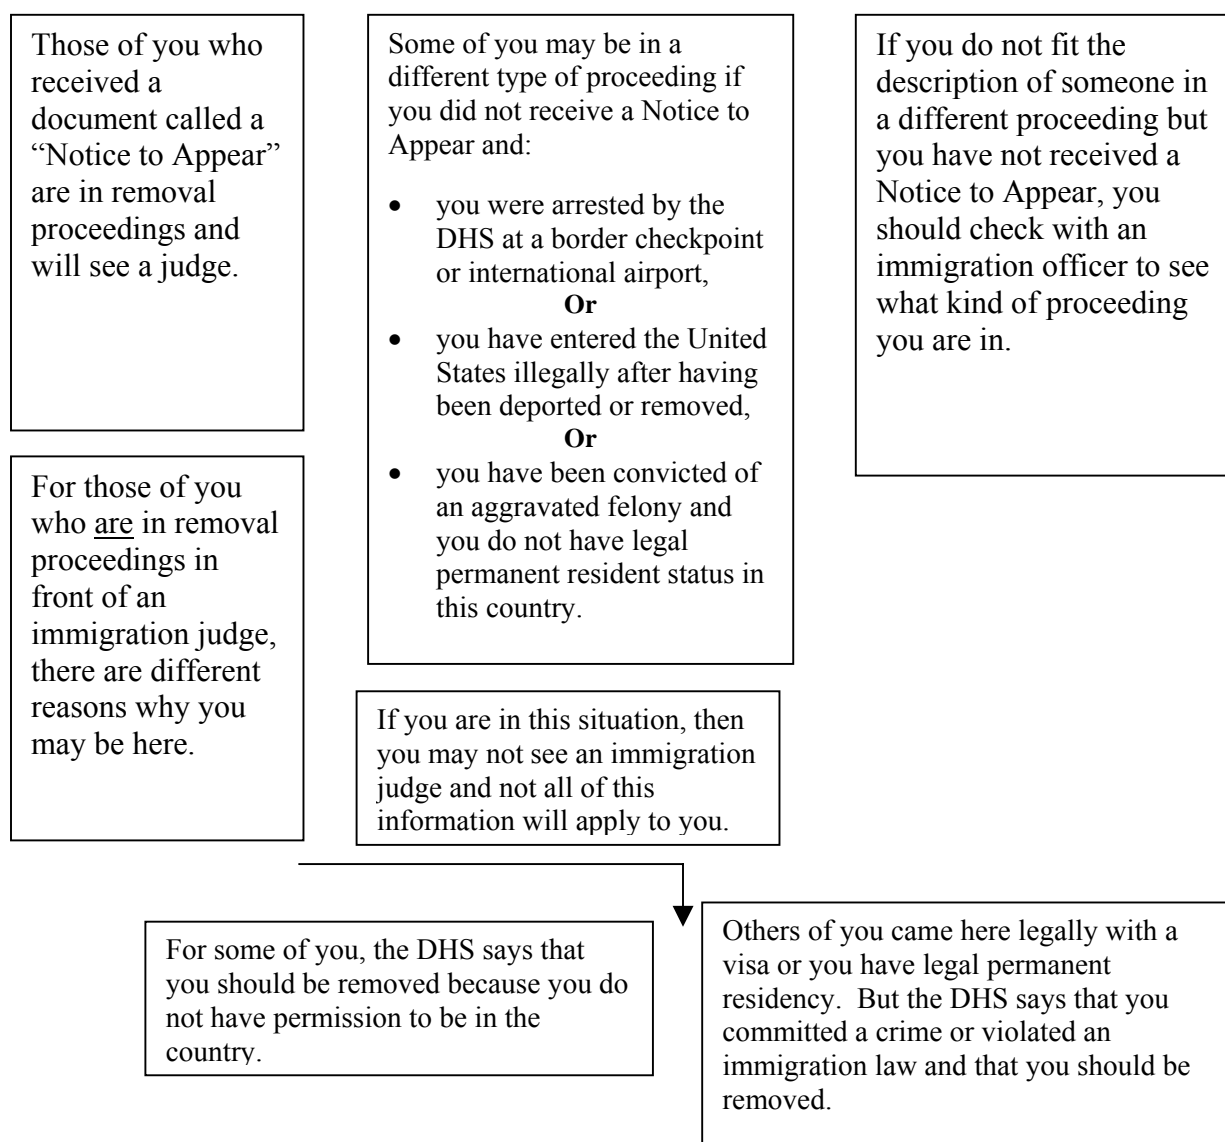 Those of you who
received a
document called a
“Notice to Appear”
are in removal
proceedings and
will see a judge.
Some of you may be in a
different type of proceeding if
you did not receive a Notice to
Appear and:
• you were arrested by the
DHS at a border checkpoint
or international airport,
Or
• you have entered the United
States illegally after having
been deported or removed,
Or
• you have been convicted of
an aggravated felony and
you do not have legal
permanent resident status in
this country.
If you do not fit the
description of someone in
a different proceeding but
you have not received a
Notice to Appear, you
should check with an
immigration officer to see
what kind of proceeding
you are in.
For those of you
who are in removal
proceedings in
front of an
immigration judge,
there are different
reasons why you
may be here.
If you are in this situation, then
you may not see an immigration
judge and not all of this
information will apply to you.
For some of you, the DHS says that
you should be removed because you do
not have permission to be in the
country.
Others of you came here legally with a
visa or you have legal permanent
residency.  But the DHS says that you
committed a crime or violated an
immigration law and that you should be
removed.